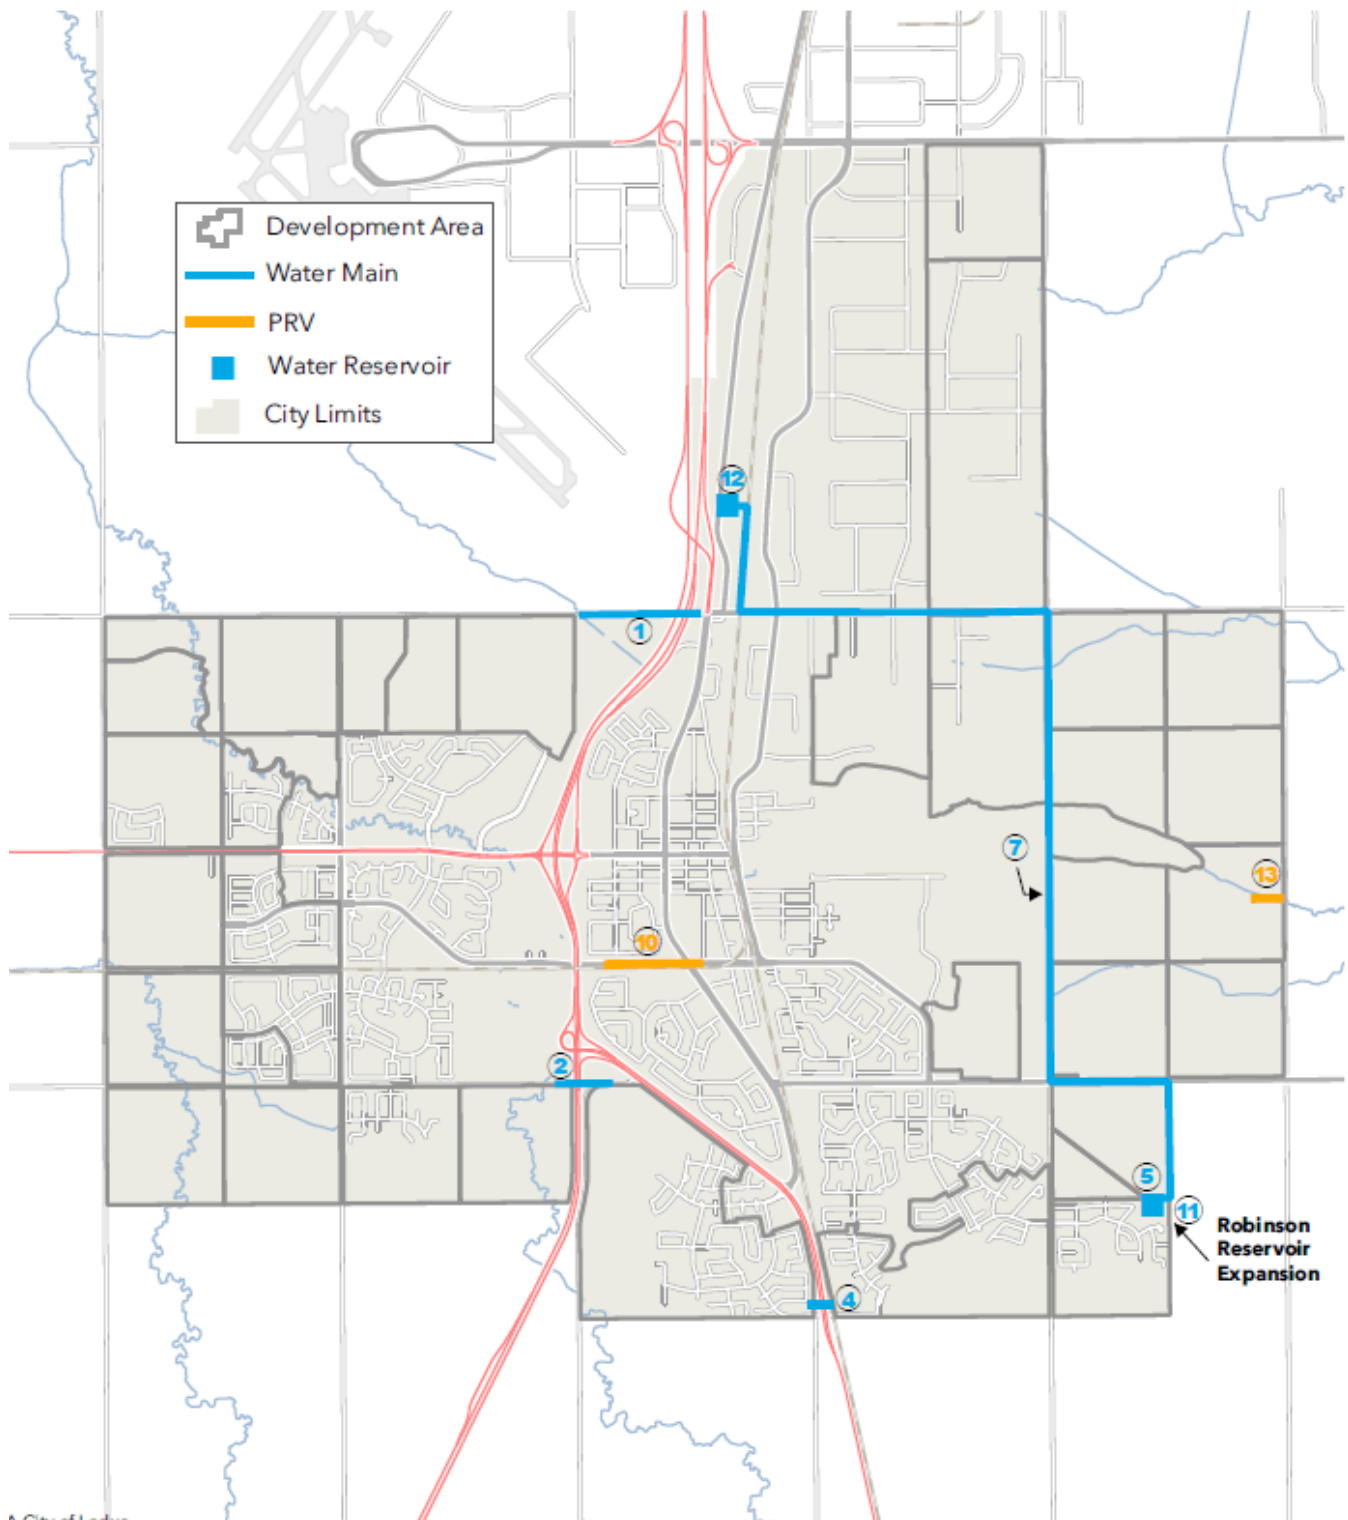 Development Area
Water Main
PRV
Water Reservoir
City Limits
12
1
7
13
10
2
5
11
Robinson
Reservoir
Expansion
4